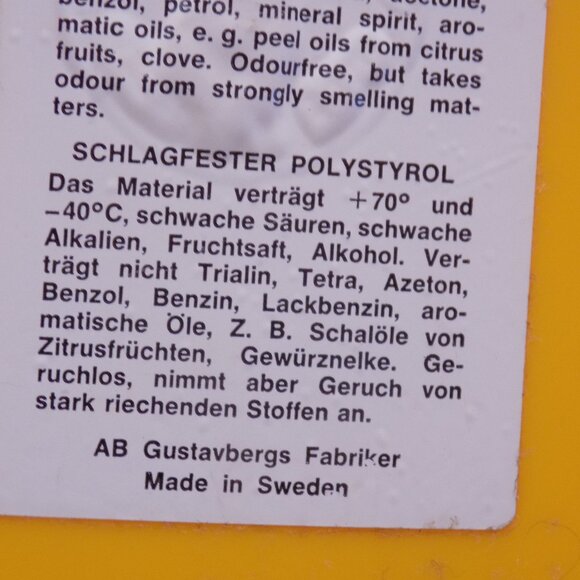 benzol, petrol, mineral spirit, aro-
matic oils, e. g. peel oils from citrus
fruits, clove. Odourfree, but takes
odour from strongly smelling mat-
ters.
SCHLAGFESTER POLYSTYROL
Das Material verträgt +70° und
−40°C, schwache Säuren, schwache
Alkalien, Fruchtsaft, Alkohol. Ver-
trägt nicht Trialin, Tetra, Azeton,
Benzol, Benzin, Lackbenzin, aro-
matische Öle, Z. B. Schalöle von
Zitrusfrüchten, Gewürznelke. Ge-
ruchlos, nimmt aber Geruch von
stark riechenden Stoffen an.
AB Gustavbergs Fabriker
Made in Sweden